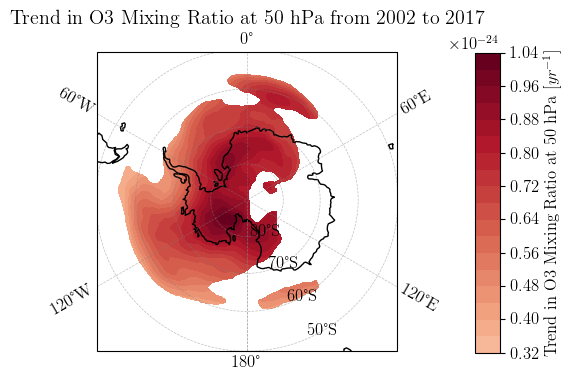 Trend in O3 Mixing Ratio at 50 hPa from 2002 to 2017
0°
×10⁻²⁴
1.04
0.96
0.88
0.80
0.72
0.64
0.56
0.48
0.40
0.32
Trend in O3 Mixing Ratio at 50 hPa [yr⁻¹]
60°W
60°E
80°S
70°S
60°S
50°S
120°W
120°E
180°